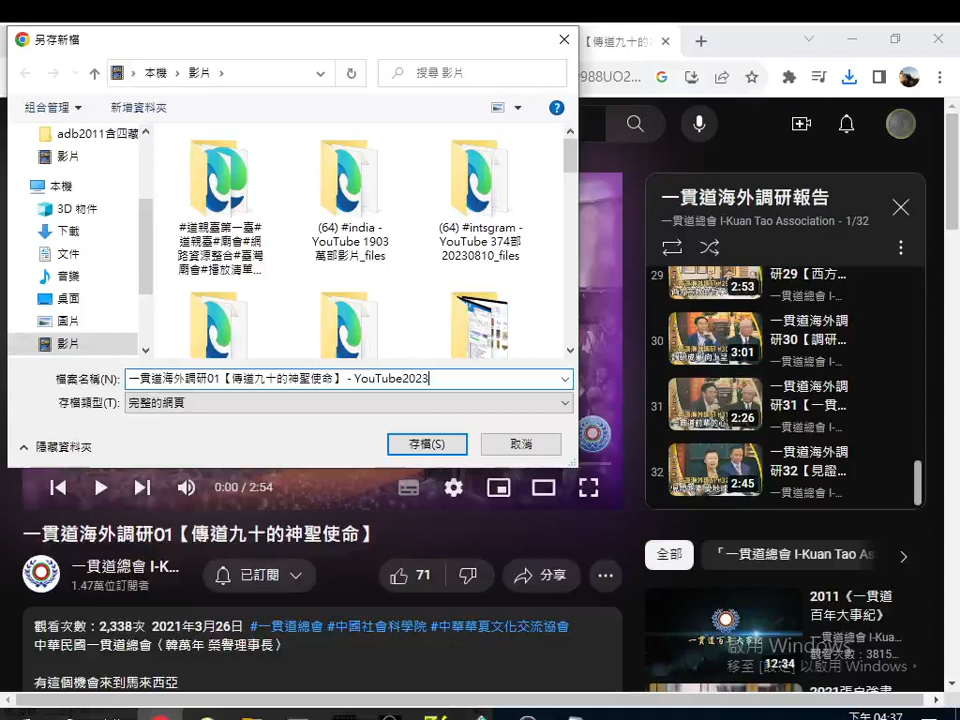 另存新檔
本機
影片
搜尋 影片
組合管理
新增資料夾
adb2011含四藏
影片
本機
3D 物件
下載
文件
音樂
桌面
圖片
影片
#道親臺第一臺#
道親臺#廟會#網
路資源整合#臺灣
廟會#播放清單...
(64) #india -
YouTube 1903
萬部影片_files
(64) #intsgram -
YouTube 374部
20230810_files
檔案名稱(N):
一貫道海外調研01【傳道九十的神聖使命】 - YouTube2023
存檔類型(T):
完整的網頁
隱藏資料夾
存檔(S)
取消
【傳道九十的
988UO2...
一貫道海外調研報告
一貫道總會 I-Kuan Tao Association - 1/32
29
2:53
研29【西方...
一貫道總會 I-...
30
3:01
一貫道海外調
研30【調研...
一貫道總會 I-...
31
2:26
一貫道海外調
研31【一貫...
一貫道總會 I-...
32
2:45
一貫道海外調
研32【見證...
一貫道總會 I-...
0:00 / 2:54
一貫道海外調研01【傳道九十的神聖使命】
一貫道總會 I-K...
1.47萬位訂閱者
已訂閱
71
分享
觀看次數：2,338次 2021年3月26日 #一貫道總會 #中國社會科學院 #中華華夏文化交流協會
中華民國一貫道總會（韓萬年 榮譽理事長）
有這個機會來到馬來西亞
全部
「一貫道總會 I-Kuan Tao As
2011《一貫道
百年大事紀》
一貫道總會 I-Kua...
觀看次數：3815...
12:34
啟用 Windows
移至 [設定] 以啟用 Windows。
下午 04:37